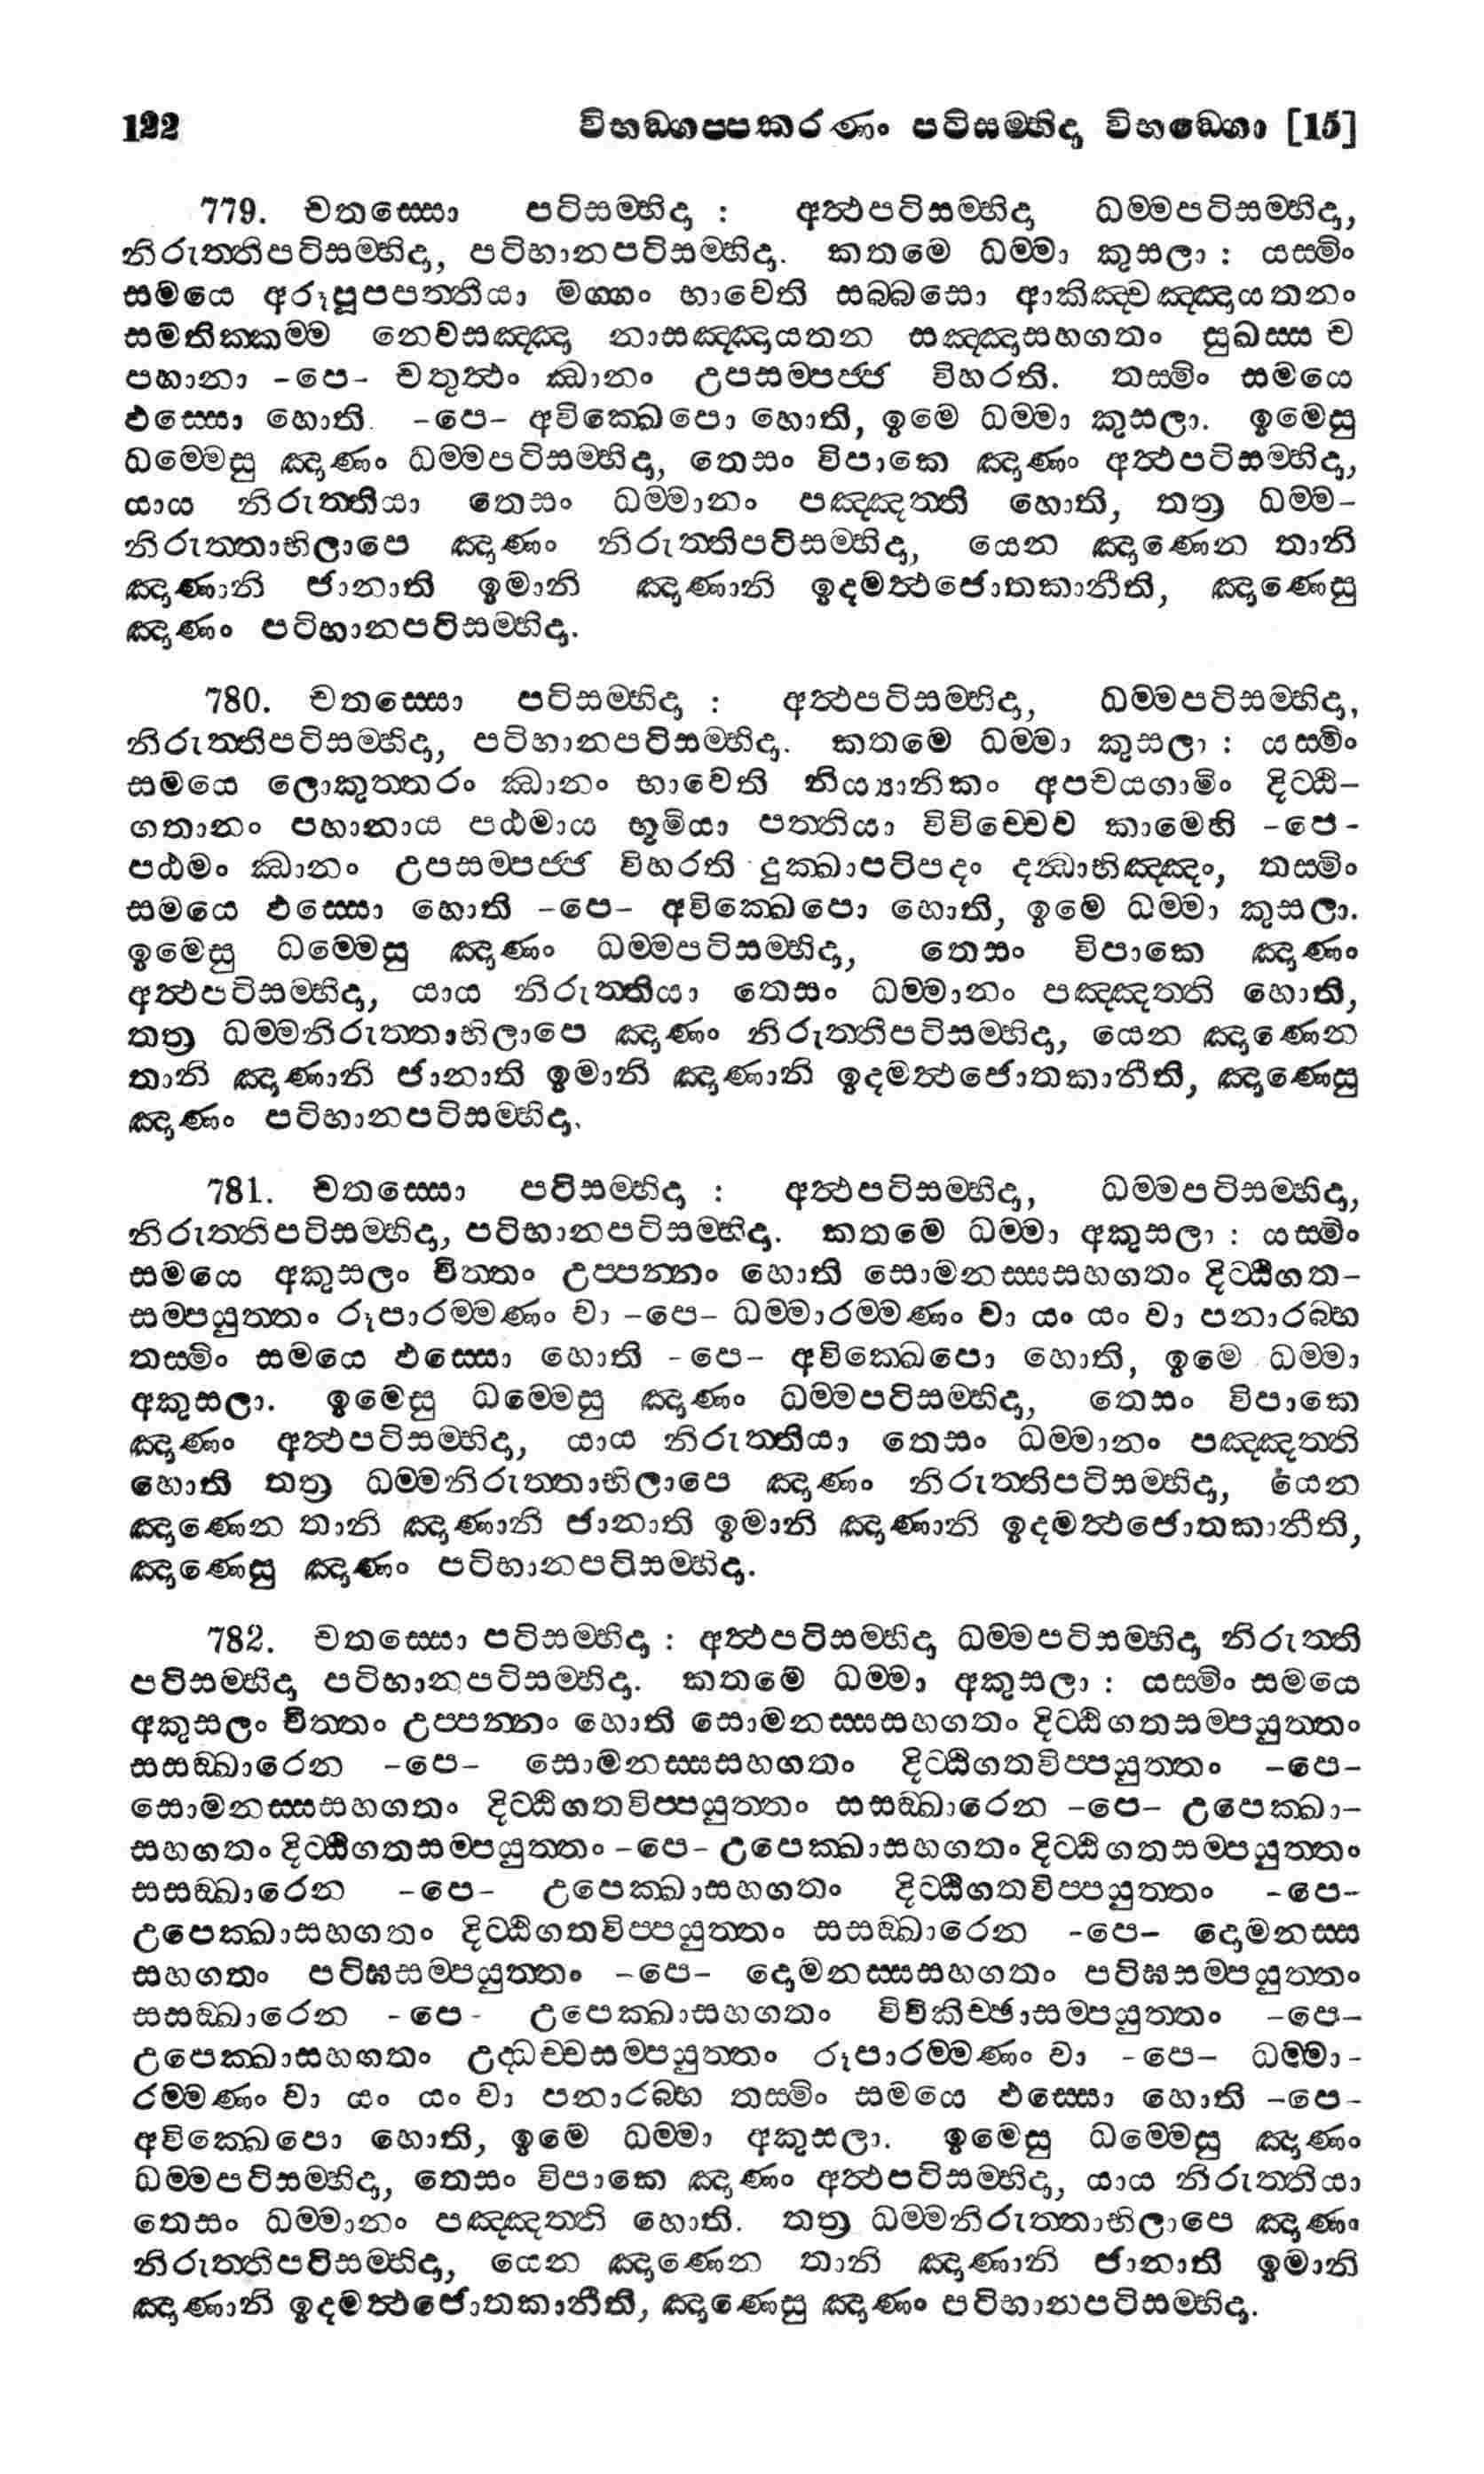 122 විභඞ්ගප්පකරණං පටිසම්භිදා විභඞ්ගො [15]
779. චතස්සො පටිසම්භිදා : අත්ථපටිසම්භිදා ධම්මපටිසම්භිදා,
නිරුත්තිපටිසම්භිදා, පටිභානපටිසම්භිදා. කතමෙ ධම්මා කුසලා : යස්මිං
සමයෙ අරූපූපපත්තියා මග්ගං භාවෙති සබ්බසො ආකිඤ්චඤ්ඤායතනං
සමතික්කම්ම නෙවසඤ්ඤා නාසඤ්ඤායතන සඤ්ඤාසහගතං සුඛස්ස ච
පහානා -පෙ- චතුත්ථං ඣානං උපසම්පජ්ජ විහරති. තස්මිං සමයෙ
ඵස්සො හොති. -පෙ- අවික්ඛෙපො හොති, ඉමෙ ධම්මා කුසලා. ඉමෙසු
ධම්මෙසු ඤාණං ධම්මපටිසම්භිදා, තෙසං විපාකෙ ඤාණං අත්ථපටිසම්භිදා,
යාය නිරුත්තියා තෙසං ධම්මානං පඤ්ඤත්ති හොති, තත්‍ර ධම්ම-
නිරුත්තාභිලාපෙ ඤාණං නිරුත්තිපටිසම්භිදා, යෙන ඤාණෙන තානි
ඤාණානි ජානාති ඉමානි ඤාණානි ඉදමත්ථජොතකානීති, ඤාණෙසු
ඤාණං පටිභානපටිසම්භිදා.
780. චතස්සො පටිසම්භිදා : අත්ථපටිසම්භිදා, ධම්මපටිසම්භිදා,
නිරුත්තිපටිසම්භිදා, පටිභානපටිසම්භිදා. කතමෙ ධම්මා කුසලා : යස්මිං
සමයෙ ලොකුත්තරං ඣානං භාවෙති නිය්‍යානිකං අපචයගාමිං දිට්ඨි-
ගතානං පහානාය පඨමාය භූමියා පත්තියා විවිච්චෙව කාමෙහි -පෙ-
පඨමං ඣානං උපසම්පජ්ජ විහරති දුක්ඛාපටිපදං දන්ධාභිඤ්ඤං, තස්මිං
සමයෙ ඵස්සො හොති -පෙ- අවික්ඛෙපො හොති, ඉමෙ ධම්මා කුසලා.
ඉමෙසු ධම්මෙසු ඤාණං ධම්මපටිසම්භිදා, තෙසං විපාකෙ ඤාණං
අත්ථපටිසම්භිදා, යාය නිරුත්තියා තෙසං ධම්මානං පඤ්ඤත්ති හොති,
තත්‍ර ධම්මනිරුත්තාභිලාපෙ ඤාණං නිරුත්තිපටිසම්භිදා, යෙන ඤාණෙන
තානි ඤාණානි ජානාති ඉමානි ඤාණානි ඉදමත්ථජොතකානීති, ඤාණෙසු
ඤාණං පටිභානපටිසම්භිදා.
781. චතස්සො පටිසම්භිදා : අත්ථපටිසම්භිදා, ධම්මපටිසම්භිදා,
නිරුත්තිපටිසම්භිදා, පටිභානපටිසම්භිදා. කතමෙ ධම්මා අකුසලා : යස්මිං
සමයෙ අකුසලං චිත්තං උප්පන්නං හොති සොමනස්සසහගතං දිට්ඨිගත-
සම්පයුත්තං රූපාරම්මණං වා -පෙ- ධම්මාරම්මණං වා යං යං වා පනාරබ්භ
තස්මිං සමයෙ ඵස්සො හොති -පෙ- අවික්ඛෙපො හොති, ඉමෙ ධම්මා
අකුසලා. ඉමෙසු ධම්මෙසු ඤාණං ධම්මපටිසම්භිදා, තෙසං විපාකෙ
ඤාණං අත්ථපටිසම්භිදා, යාය නිරුත්තියා තෙසං ධම්මානං පඤ්ඤත්ති
හොති තත්‍ර ධම්මනිරුත්තාභිලාපෙ ඤාණං නිරුත්තිපටිසම්භිදා, යෙන
ඤාණෙන තානි ඤාණානි ජානාති ඉමානි ඤාණානි ඉදමත්ථජොතකානීති,
ඤාණෙසු ඤාණං පටිභානපටිසම්භිදා.
782. චතස්සො පටිසම්භිදා : අත්ථපටිසම්භිදා ධම්මපටිසම්භිදා නිරුත්ති
පටිසම්භිදා පටිභානපටිසම්භිදා. කතමෙ ධම්මා අකුසලා : යස්මිං සමයෙ
අකුසලං චිත්තං උප්පන්නං හොති සොමනස්සසහගතං දිට්ඨිගතසම්පයුත්තං
සසඞ්ඛාරෙන -පෙ- සොමනස්සසහගතං දිට්ඨිගතවිප්පයුත්තං -පෙ-
සොමනස්සසහගතං දිට්ඨිගතවිප්පයුත්තං සසඞ්ඛාරෙන -පෙ- උපෙක්ඛා-
සහගතං දිට්ඨිගතසම්පයුත්තං -පෙ- උපෙක්ඛාසහගතං දිට්ඨිගතසම්පයුත්තං
සසඞ්ඛාරෙන -පෙ- උපෙක්ඛාසහගතං දිට්ඨිගතවිප්පයුත්තං -පෙ-
උපෙක්ඛාසහගතං දිට්ඨිගතවිප්පයුත්තං සසඞ්ඛාරෙන -පෙ- දොමනස්ස
සහගතං පටිඝසම්පයුත්තං -පෙ- දොමනස්සසහගතං පටිඝසම්පයුත්තං
සසඞ්ඛාරෙන -පෙ- උපෙක්ඛාසහගතං විචිකිච්ඡාසම්පයුත්තං -පෙ-
උපෙක්ඛාසහගතං උද්ධච්චසම්පයුත්තං රූපාරම්මණං වා -පෙ- ධම්මා-
රම්මණං වා යං යං වා පනාරබ්භ තස්මිං සමයෙ ඵස්සො හොති -පෙ-
අවික්ඛෙපො හොති, ඉමෙ ධම්මා අකුසලා. ඉමෙසු ධම්මෙසු ඤාණං
ධම්මපටිසම්භිදා, තෙසං විපාකෙ ඤාණං අත්ථපටිසම්භිදා, යාය නිරුත්තියා
තෙසං ධම්මානං පඤ්ඤත්ති හොති. තත්‍ර ධම්මනිරුත්තාභිලාපෙ ඤාණං
නිරුත්තිපටිසම්භිදා, යෙන ඤාණෙන තානි ඤාණානි ජානාති ඉමානි
ඤාණානි ඉදමත්ථජොතකානීති, ඤාණෙසු ඤාණං පටිභානපටිසම්භිදා.